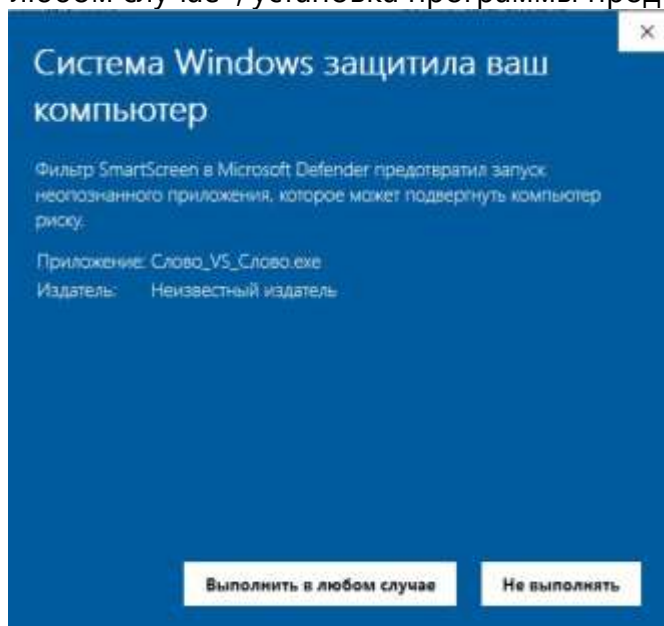 любом случае", установка программы
Система Windows защитила ваш
компьютер
Фильтр SmartScreen в Microsoft Defender предотвратил запуск
неопознанного приложения, которое может подвергнуть компьютер
риску.
Приложение: Слово_VS_Слово.exe
Издатель: Неизвестный издатель
Выполнить в любом случае
Не выполнять